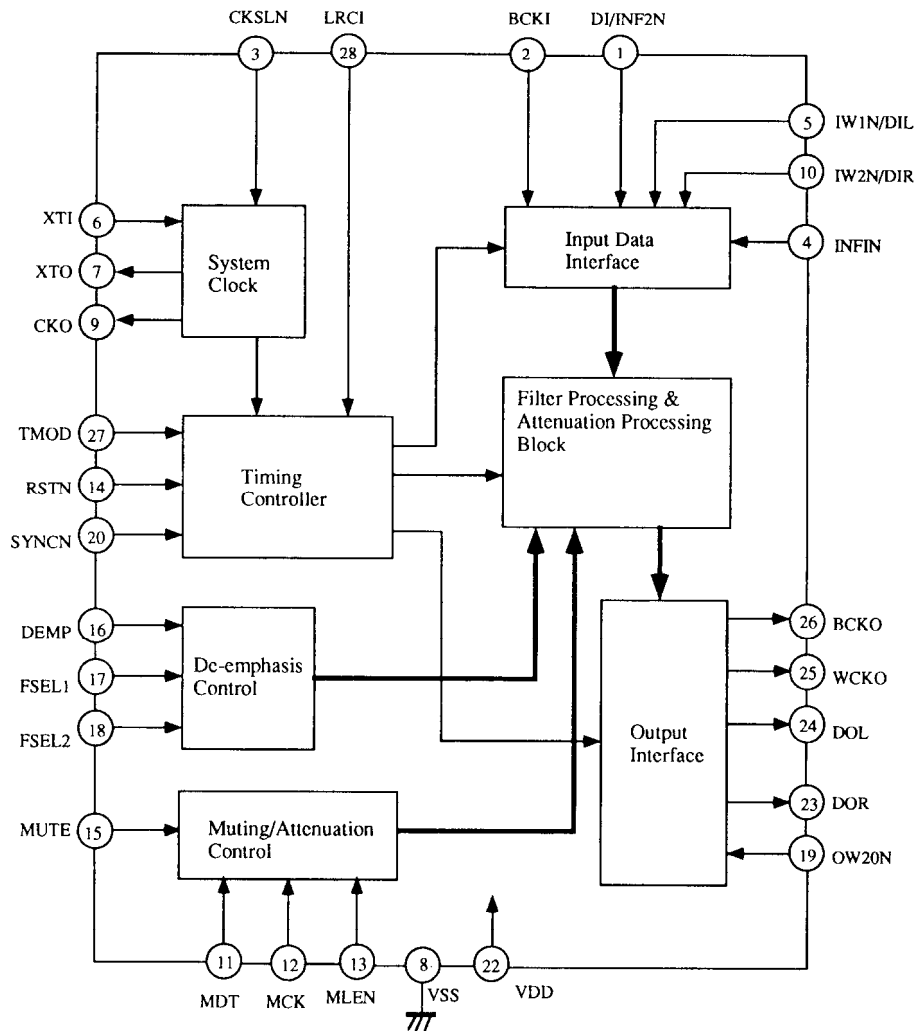 CKSLN LRCI BCKI DI/INF2N
3 28 2 1
5 IW1N/DIL
10 IW2N/DIR
XTI 6
4 INFIN
Input Data
Interface
XTO 7
System
Clock
CKO 9
Filter Processing &
Attenuation Processing
Block
TMOD 27
RSTN 14
Timing
Controller
SYNCN 20
DEMP 16
26 BCKO
FSEL1 17
De-emphasis
Control
25 WCKO
FSEL2 18
24 DOL
Output
Interface
MUTE 15
Muting/Attenuation
Control
23 DOR
19 OW20N
11 12 13 8 22
MDT MCK MLEN VSS VDD